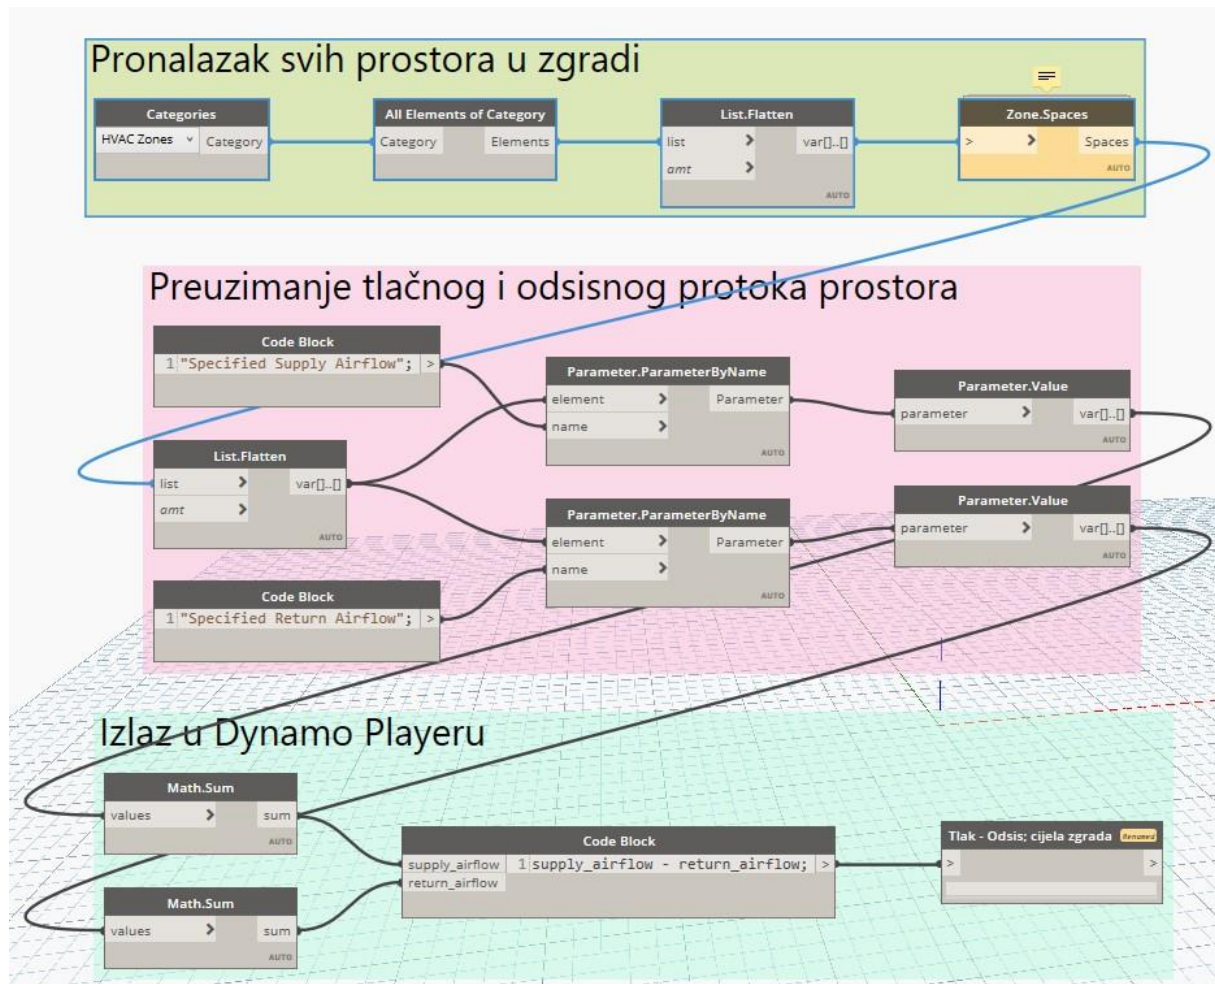 Pronalazak svih prostora u zgradi
Categories
HVAC Zones
Category
All Elements of Category
Category
Elements
List.Flatten
list
>
var[]..[]
amt
>
AUTO
Zone.Spaces
>
>
Spaces
AUTO
Preuzimanje tlačnog i odsisnog protoka prostora
Code Block
1 "Specified Supply Airflow";
>
List.Flatten
list
>
var[]..[]
amt
>
AUTO
Code Block
1 "Specified Return Airflow";
>
Parameter.ParameterByName
element
>
Parameter
name
>
AUTO
Parameter.ParameterByName
element
>
Parameter
name
>
AUTO
Parameter.Value
parameter
>
var[]..[]
AUTO
Parameter.Value
parameter
>
var[]..[]
AUTO
Izlaz u Dynamo Playeru
Math.Sum
values
>
sum
AUTO
Math.Sum
values
>
sum
AUTO
Code Block
supply_airflow
1 supply_airflow - return_airflow;
>
return_airflow
Tlak - Odsis; cijela zgrada
Renamed
>
>